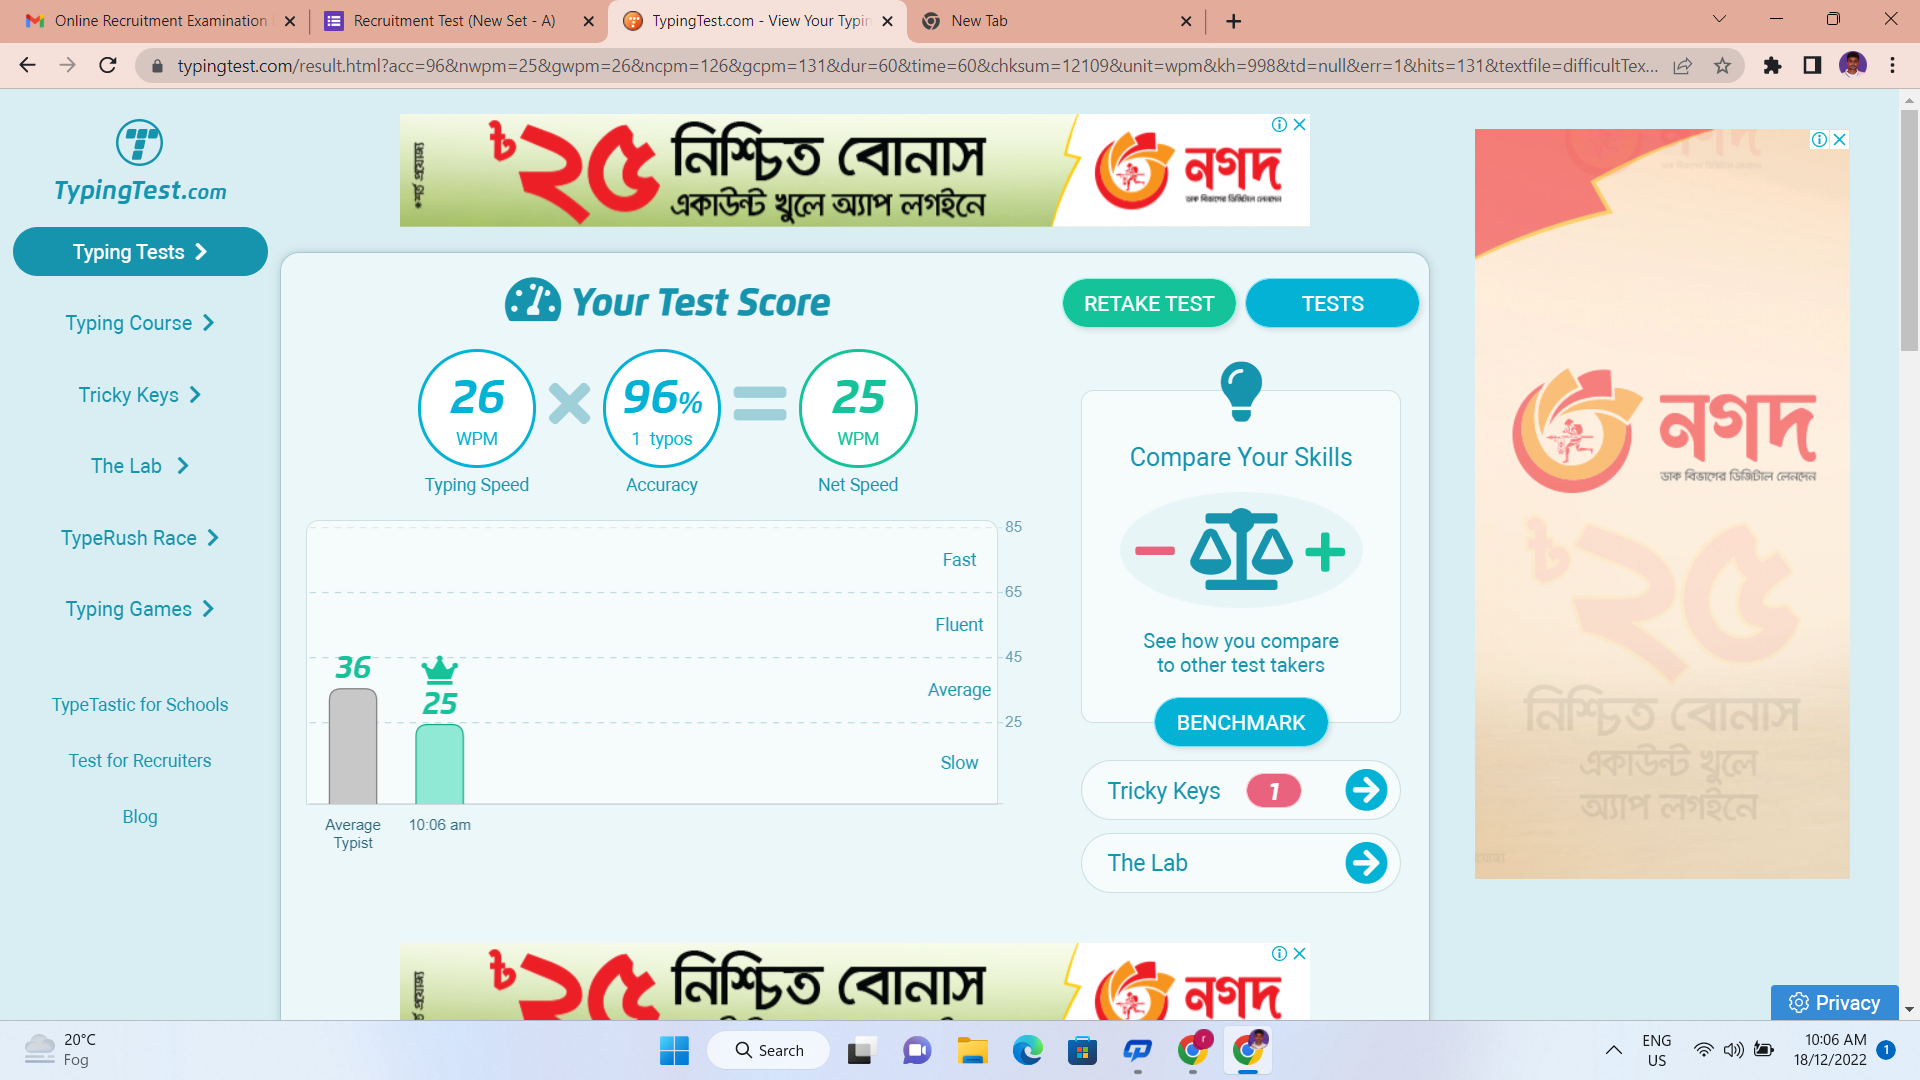 Online Recruitment Examination
Recruitment Test (New Set - A)
TypingTest.com - View Your Typin
New Tab
typingtest.com/result.html?acc=96&nwpm=25&gwpm=26&ncpm=126&gcpm=131&dur=60&time=60&chksum=12109&unit=wpm&kh=998&td=null&err=1&hits=131&textfile=difficultTex...
TypingTest.com
Typing Tests
Typing Course
Tricky Keys
The Lab
TypeRush Race
Typing Games
TypeTastic for Schools
Test for Recruiters
Blog
*শর্ত প্রযোজ্য
৳২৫ নিশ্চিত বোনাস
একাউন্ট খুলে অ্যাপ লগইনে
নগদ
ডাক বিভাগের ডিজিটাল লেনদেন
Your Test Score
RETAKE TEST
TESTS
26
WPM
Typing Speed
96%
1 typos
Accuracy
25
WPM
Net Speed
85
Fast
65
Fluent
45
Average
25
Slow
36
25
Average
Typist
10:06 am
Compare Your Skills
See how you compare
to other test takers
BENCHMARK
Tricky Keys 1
The Lab
নগদ
ডাক বিভাগের ডিজিটাল লেনদেন
৳২৫
নিশ্চিত বোনাস
একাউন্ট খুলে
অ্যাপ লগইনে
*শর্ত প্রযোজ্য
৳২৫ নিশ্চিত বোনাস
নগদ
Privacy
20°C
Fog
Search
ENG
US
10:06 AM
18/12/2022
1